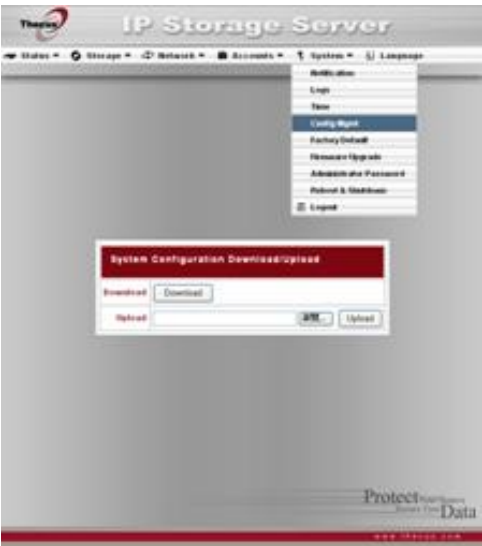 Thecus
IP Storage Server
Status Storage Network Accounts System Language
Notification
Logs
Time
Config Mgmt
Factory Default
Firmware Upgrade
Administrator Password
Reboot & Shutdown
Logout
System Configuration Download/Upload
Download Download
Upload Upload
Protect
Data
www.thecus.com